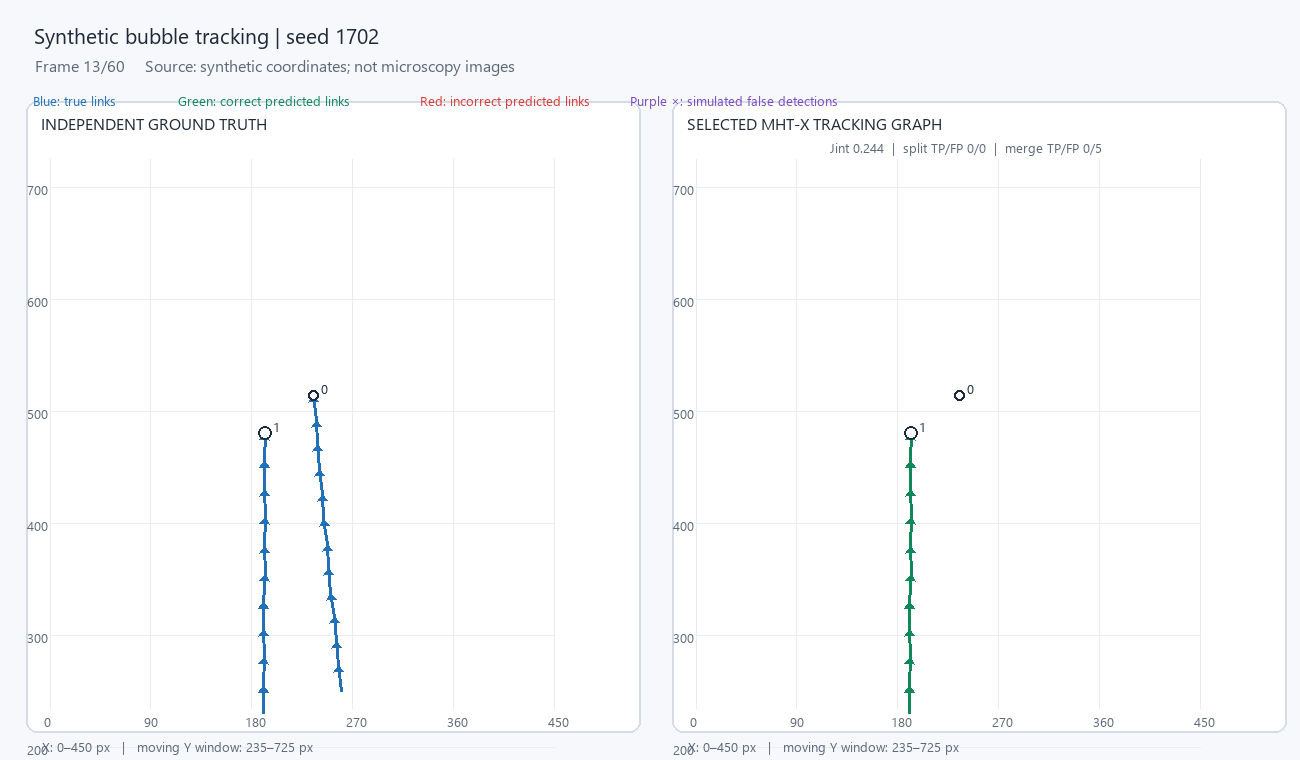 Synthetic bubble tracking | seed 1702
Frame 13/60 Source: synthetic coordinates; not microscopy images
Blue: true links Green: correct predicted links Red: incorrect predicted links Purple ×: simulated false detections
INDEPENDENT GROUND TRUTH
700
600
500
400
300
200
0
1
0 90 180 270 360 450
X: 0–450 px | moving Y window: 235–725 px
SELECTED MHT-X TRACKING GRAPH
Jint 0.244 | split TP/FP 0/0 | merge TP/FP 0/5
700
600
500
400
300
200
0
1
0 90 180 270 360 450
X: 0–450 px | moving Y window: 235–725 px